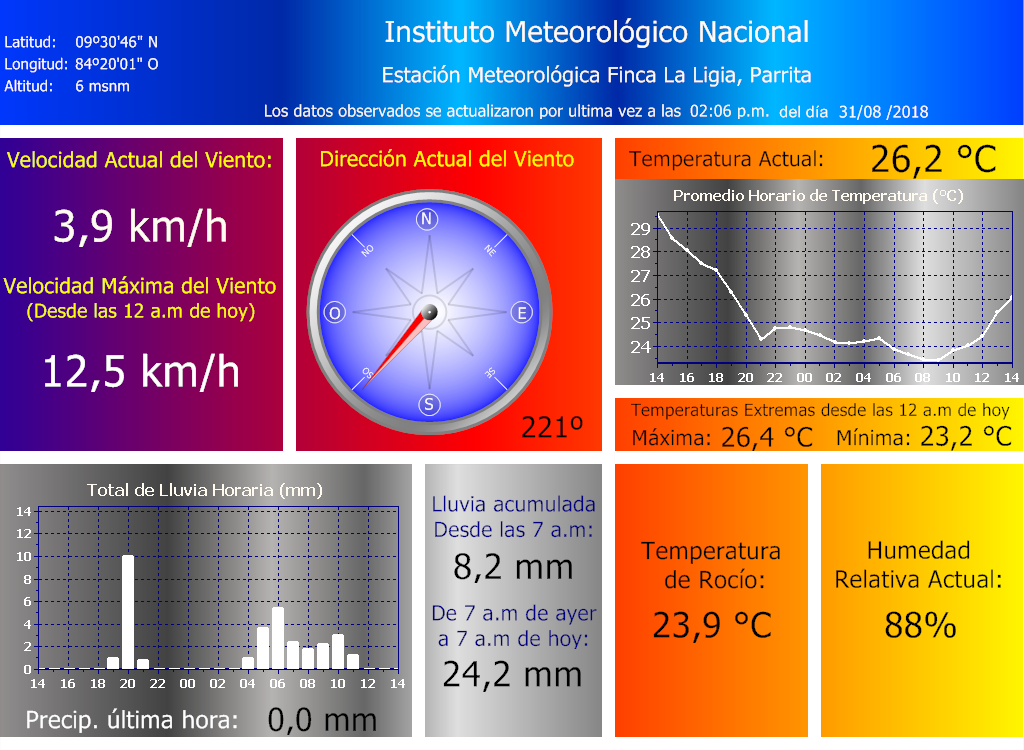 Instituto Meteorológico Nacional
Latitud: 09º30'46" N
Longitud: 84º20'01" O
Altitud: 6 msnm
Estación Meteorológica Finca La Ligia, Parrita
Los datos observados se actualizaron por ultima vez a las 02:06 p.m. del día 31/08 /2018
Velocidad Actual del Viento:
3,9 km/h
Velocidad Máxima del Viento
(Desde las 12 a.m de hoy)
12,5 km/h
Dirección Actual del Viento
N
NO
NE
O
E
SO
SE
S
221º
Temperatura Actual: 26,2 °C
Promedio Horario de Temperatura (°C)
29
28
27
26
25
24
14 16 18 20 22 00 02 04 06 08 10 12 14
Temperaturas Extremas desde las 12 a.m de hoy
Máxima: 26,4 °C Mínima: 23,2 °C
Total de Lluvia Horaria (mm)
14
12
10
8
6
4
2
0
14 16 18 20 22 00 02 04 06 08 10 12 14
Precip. última hora: 0,0 mm
Lluvia acumulada
Desde las 7 a.m:
8,2 mm
De 7 a.m de ayer
a 7 a.m de hoy:
24,2 mm
Temperatura
de Rocío:
23,9 °C
Humedad
Relativa Actual:
88%